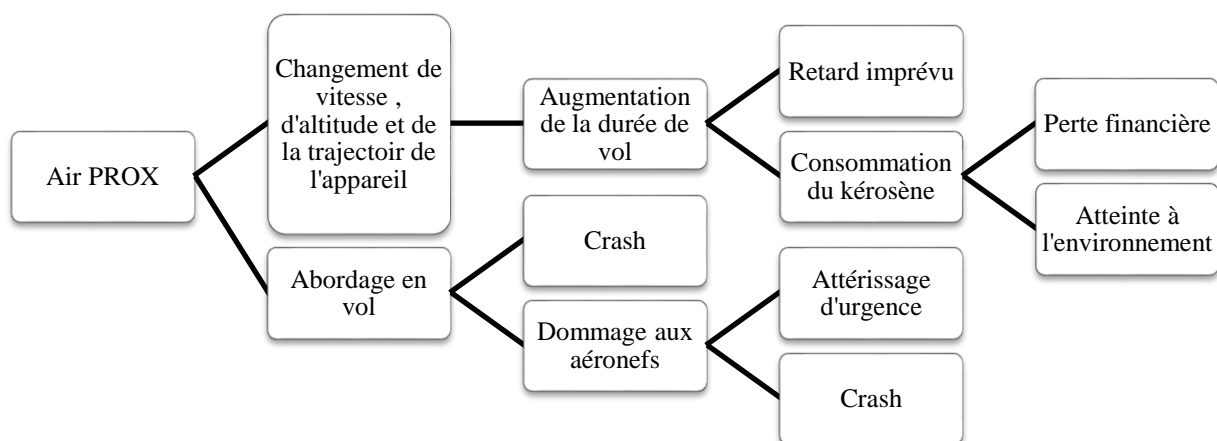 Air PROX
Changement de
vitesse ,
d'altitude et de
la trajectoir de
l'appareil
Abordage en
vol
Augmentation
de la durée de
vol
Crash
Dommage aux
aéronefs
Retard imprévu
Consommation
du kérosène
Attérissage
d'urgence
Crash
Perte financière
Atteinte à
l'environnement